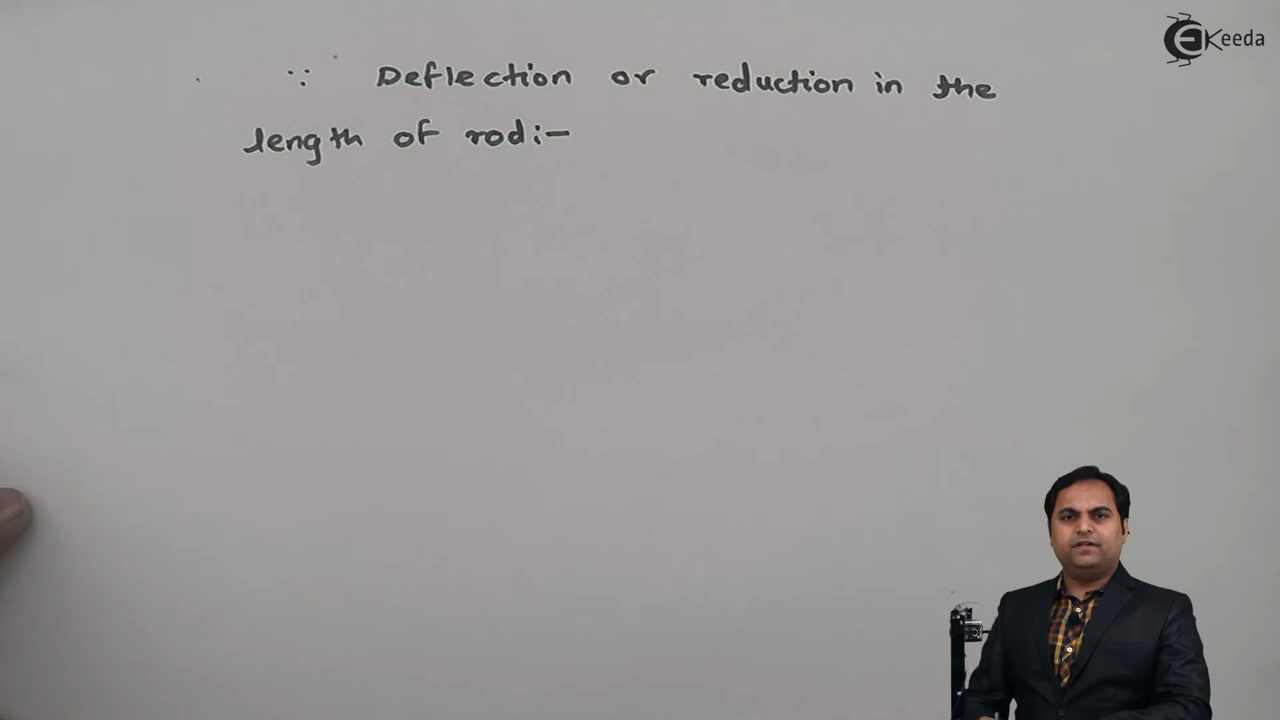 EKeeda
∵ Deflection or reduction in the
length of rod:-